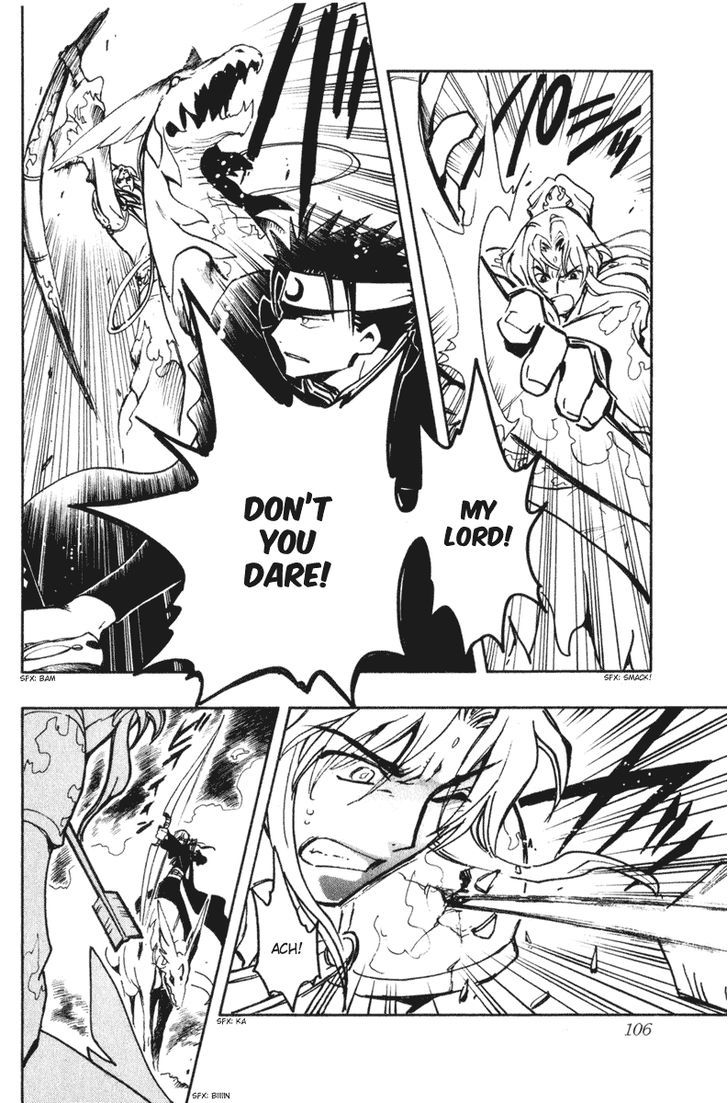 MY
LORD!
SFX: SMACK!
DON'T
YOU
DARE!
SFX: BAM
ACH!
SFX: KA
SFX: BIIIIN
106